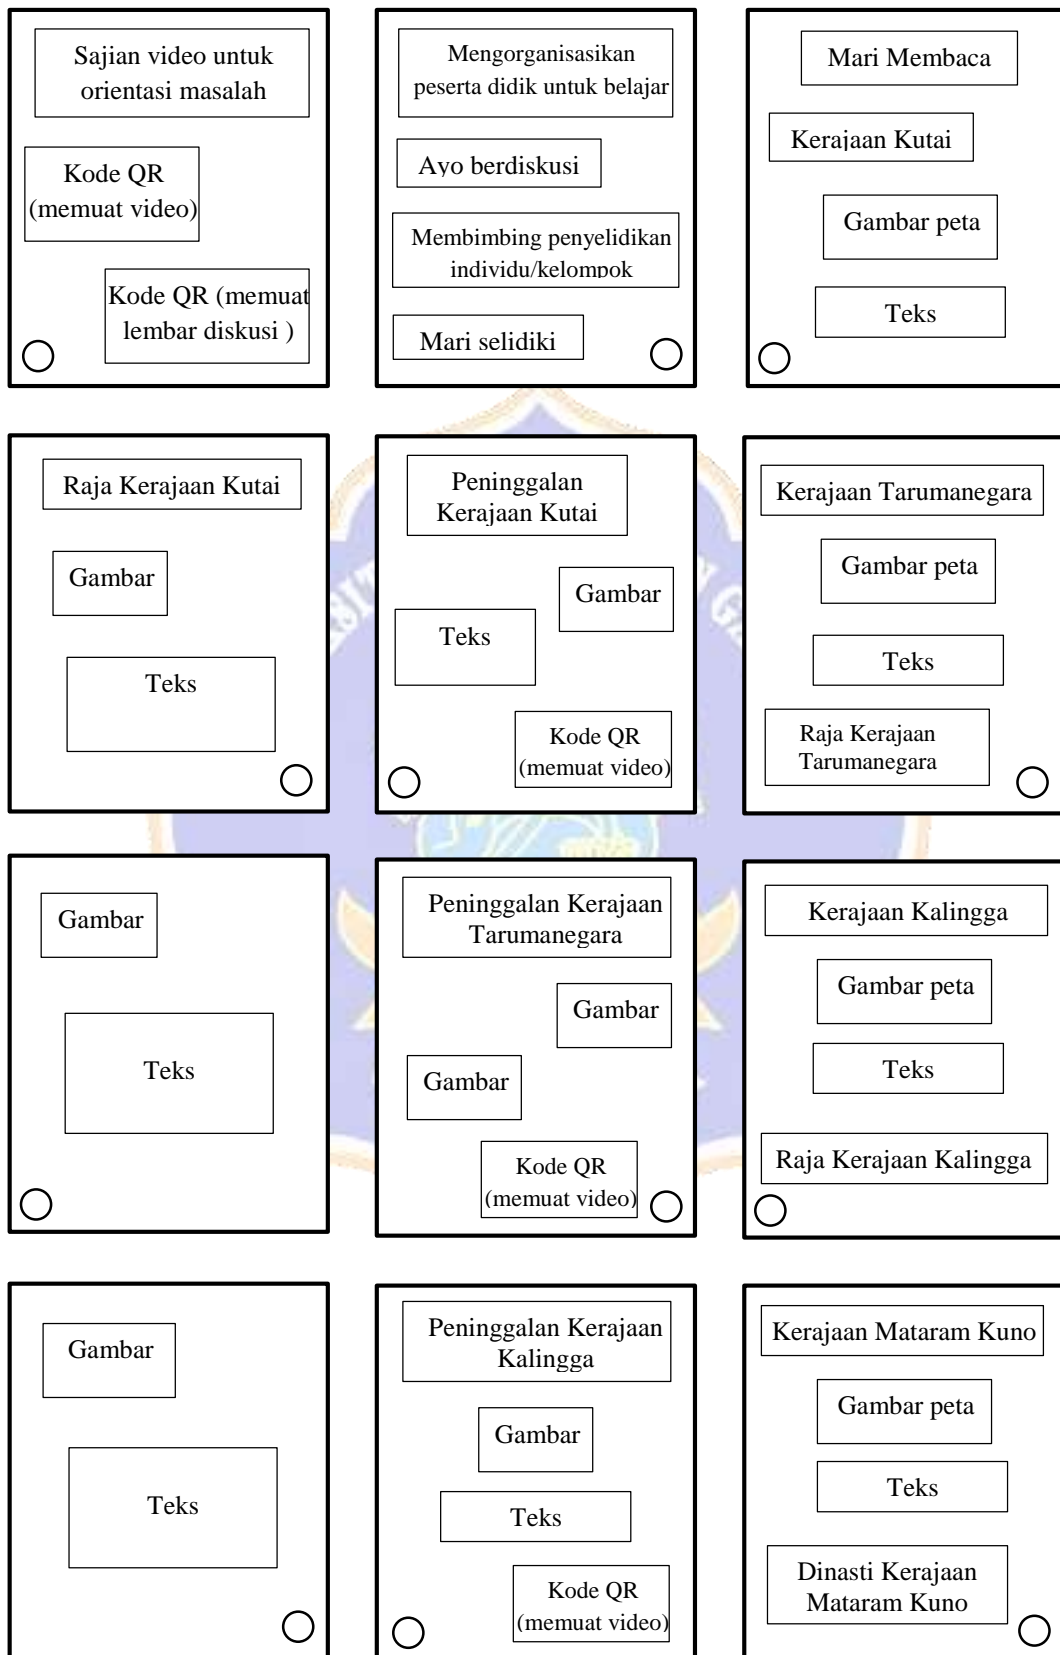 Sajian video untuk
orientasi masalah
Kode QR
(memuat video)
Kode QR (memuat
lembar diskusi )
Mengorganisasikan
peserta didik untuk belajar
Ayo berdiskusi
Membimbing penyelidikan
individu/kelompok
Mari selidiki
Mari Membaca
Kerajaan Kutai
Gambar peta
Teks
Raja Kerajaan Kutai
Gambar
Teks
Peninggalan
Kerajaan Kutai
Gambar
Teks
Kode QR
(memuat video)
Kerajaan Tarumanegara
Gambar peta
Teks
Raja Kerajaan
Tarumanegara
Gambar
Teks
Peninggalan Kerajaan
Tarumanegara
Gambar
Gambar
Kode QR
(memuat video)
Kerajaan Kalingga
Gambar peta
Teks
Raja Kerajaan Kalingga
Gambar
Teks
Peninggalan Kerajaan
Kalingga
Gambar
Teks
Kode QR
(memuat video)
Kerajaan Mataram Kuno
Gambar peta
Teks
Dinasti Kerajaan
Mataram Kuno